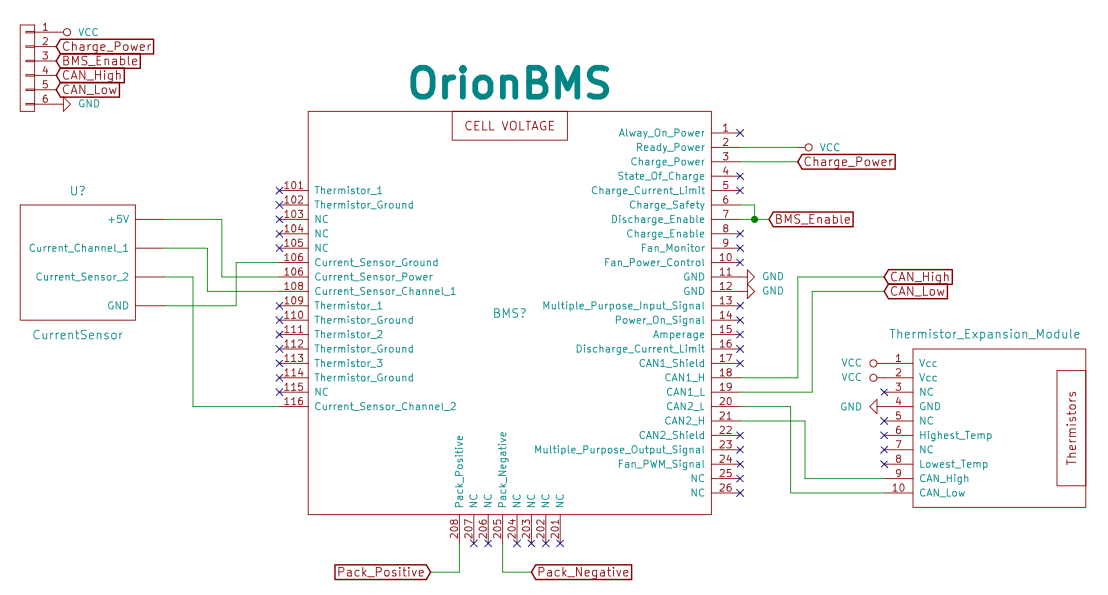 1 VCC
2 Charge_Power
3 BMS_Enable
4 CAN_High
5 CAN_Low
6 GND
OrionBMS
CELL VOLTAGE
BMS?
U?
+5V
Current_Channel_1
Current_Sensor_2
GND
CurrentSensor
101 Thermistor_1
102 Thermistor_Ground
103 NC
104 NC
105 NC
106 Current_Sensor_Ground
106 Current_Sensor_Power
108 Current_Sensor_Channel_1
109 Thermistor_1
110 Thermistor_Ground
111 Thermistor_2
112 Thermistor_Ground
113 Thermistor_3
114 Thermistor_Ground
115 NC
116 Current_Sensor_Channel_2
Alway_On_Power 1
Ready_Power 2 VCC
Charge_Power 3 Charge_Power
State_Of_Charge 4
Charge_Current_Limit 5
Charge_Safety 6
Discharge_Enable 7 BMS_Enable
Charge_Enable 8
Fan_Monitor 9
Fan_Power_Control 10
GND 11 GND
GND 12 GND
Multiple_Purpose_Input_Signal 13
Power_On_Signal 14
Amperage 15
Discharge_Current_Limit 16
CAN1_Shield 17
CAN1_H 18
CAN1_L 19
CAN2_L 20
CAN2_H 21
CAN2_Shield 22
Multiple_Purpose_Output_Signal 23
Fan_PWM_Signal 24
NC 25
NC 26
CAN_High
CAN_Low
Thermistor_Expansion_Module
VCC 1 Vcc
VCC 2 Vcc
3 NC
GND 4 GND
5 NC
6 Highest_Temp
7 NC
8 Lowest_Temp
9 CAN_High
10 CAN_Low
Thermistors
Pack_Positive 208
NC 207
NC 206
Pack_Negative 205
NC 204
NC 203
NC 202
NC 201
Pack_Positive
Pack_Negative